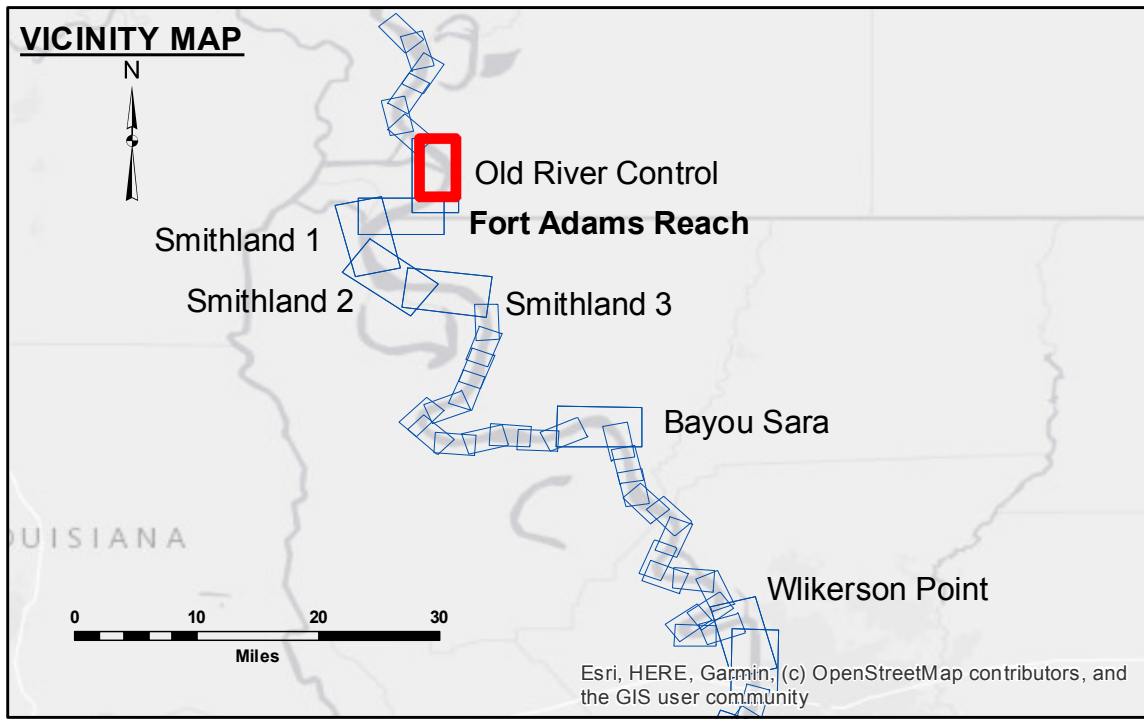 VICINITY MAP
N
Old River Control
Fort Adams Reach
Smithland 1
Smithland 2
Smithland 3
Bayou Sara
OUISIANA
Wlikerson Point
0 10 20 30
Miles
Esri, HERE, Garmin, (c) OpenStreetMap contributors, and
the GIS user community